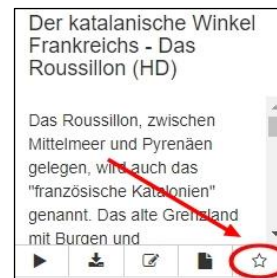 Der katalanische Winkel
Frankreichs - Das
Roussillon (HD)
Das Roussillon, zwischen
Mittelmeer und Pyrenäen
gelegen, wird auch das
"französische Katalonien"
genannt. Das alte Grenzland
mit Burgen und